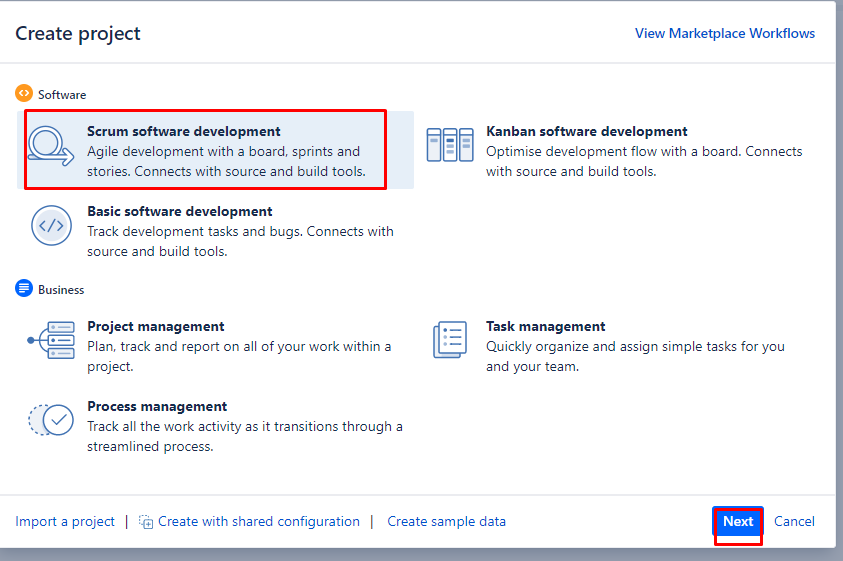 Create project
View Marketplace Workflows
Software
Scrum software development
Agile development with a board, sprints and
stories. Connects with source and build tools.
Kanban software development
Optimise development flow with a board. Connects
with source and build tools.
Basic software development
Track development tasks and bugs. Connects with
source and build tools.
Business
Project management
Plan, track and report on all of your work within a
project.
Task management
Quickly organize and assign simple tasks for you
and your team.
Process management
Track all the work activity as it transitions through a
streamlined process.
Import a project | Create with shared configuration | Create sample data
Next Cancel